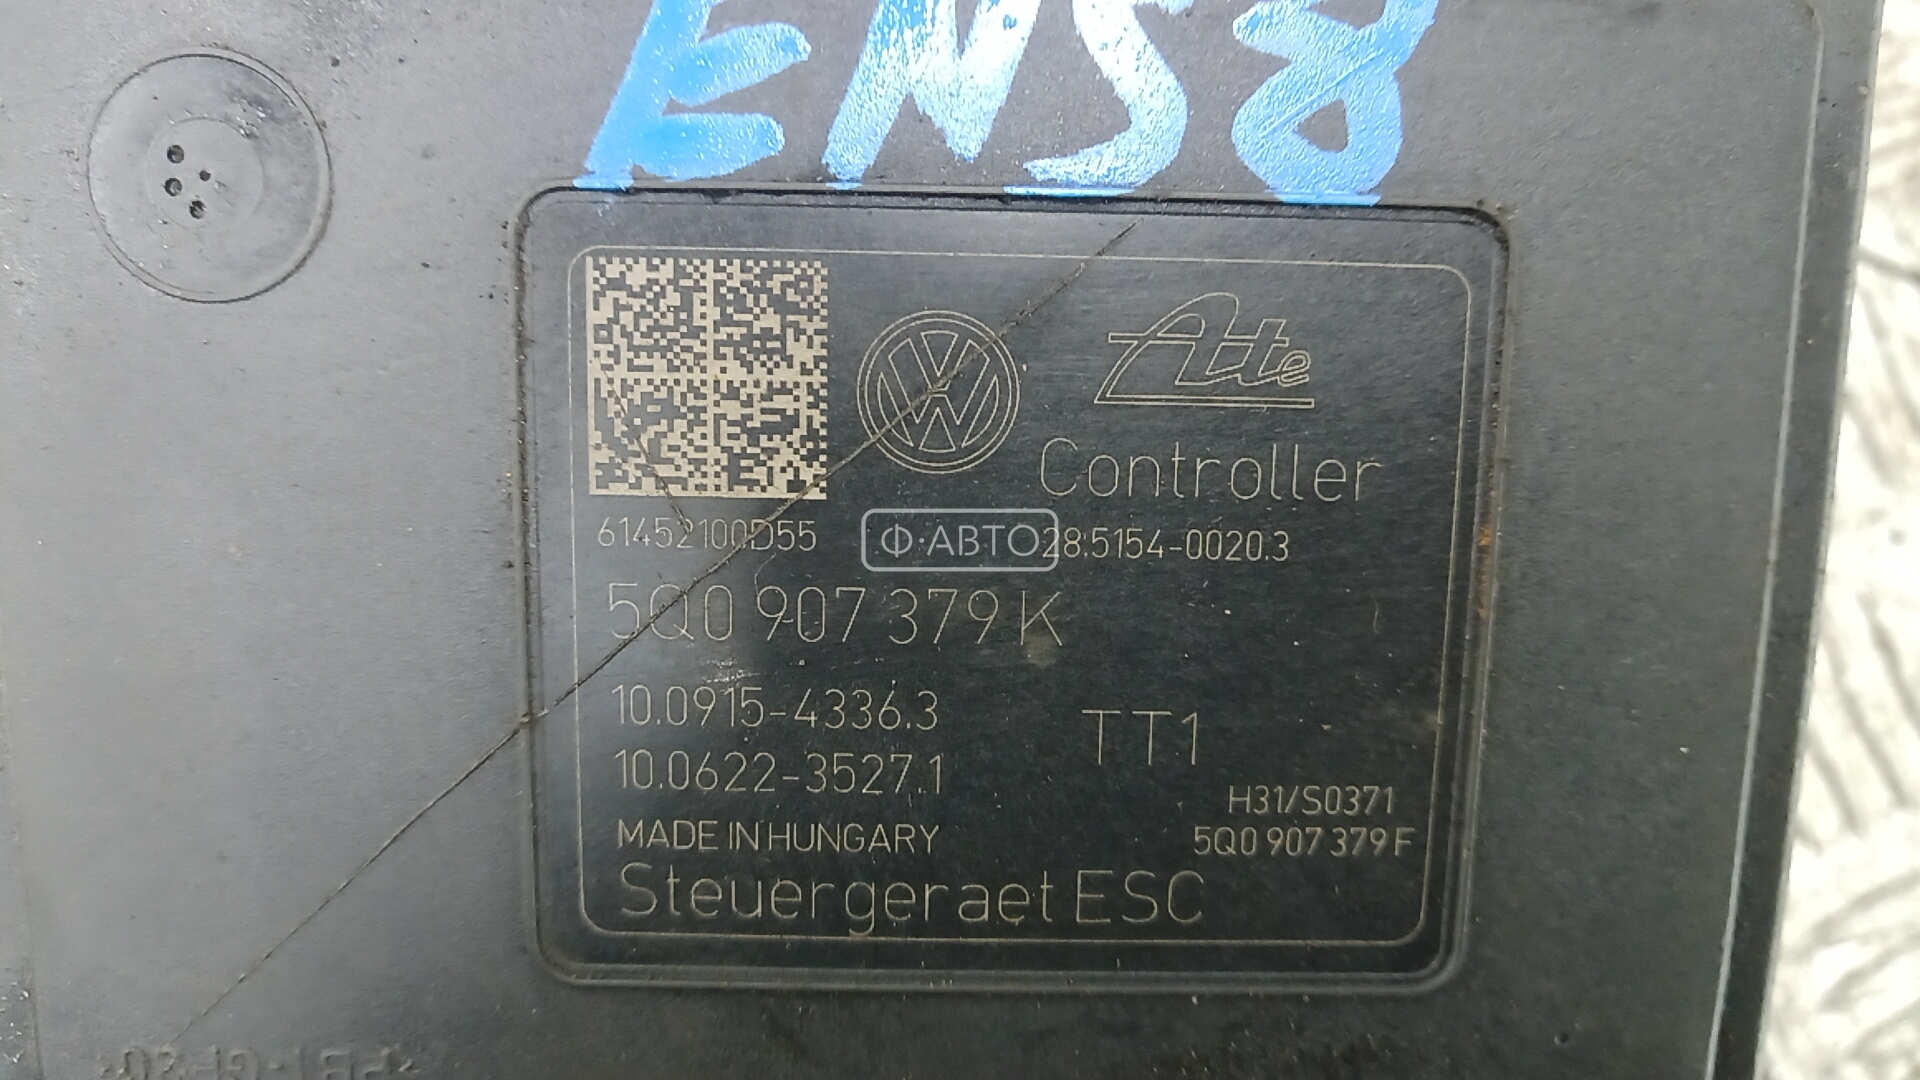 EN58
Ate
Controller
61452100D55
Ф·АВТО
28.5154-0020.3
5Q0 907 379 K
10.0915-4336.3
TT1
10.0622-3527.1
H31/S0371
MADE IN HUNGARY
5Q0 907 379 F
Steuergeraet ESC